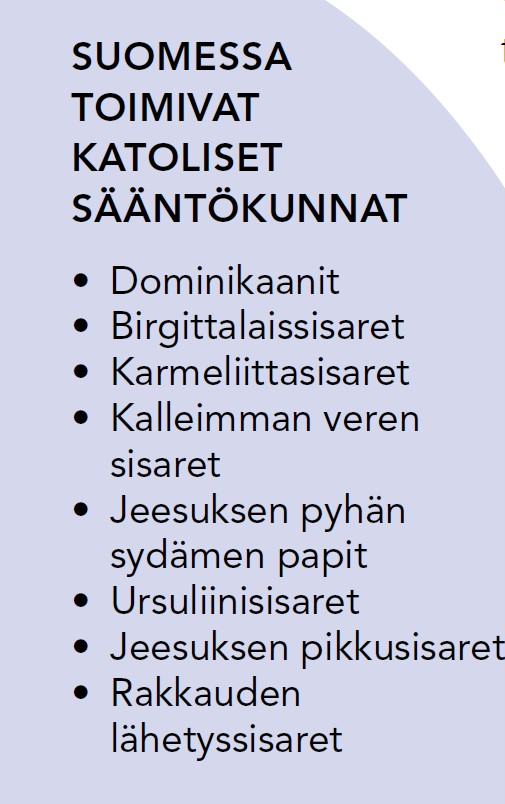 SUOMESSA
TOIMIVAT
KATOLISET
SÄÄNTÖKUNNAT
• Dominikaanit
• Birgittalaissisaret
• Karmeliittasisaret
• Kalleimman veren
sisaret
• Jeesuksen pyhän
sydämen papit
• Ursuliinisisaret
• Jeesuksen pikkusisaret
• Rakkauden
lähetyssisaret